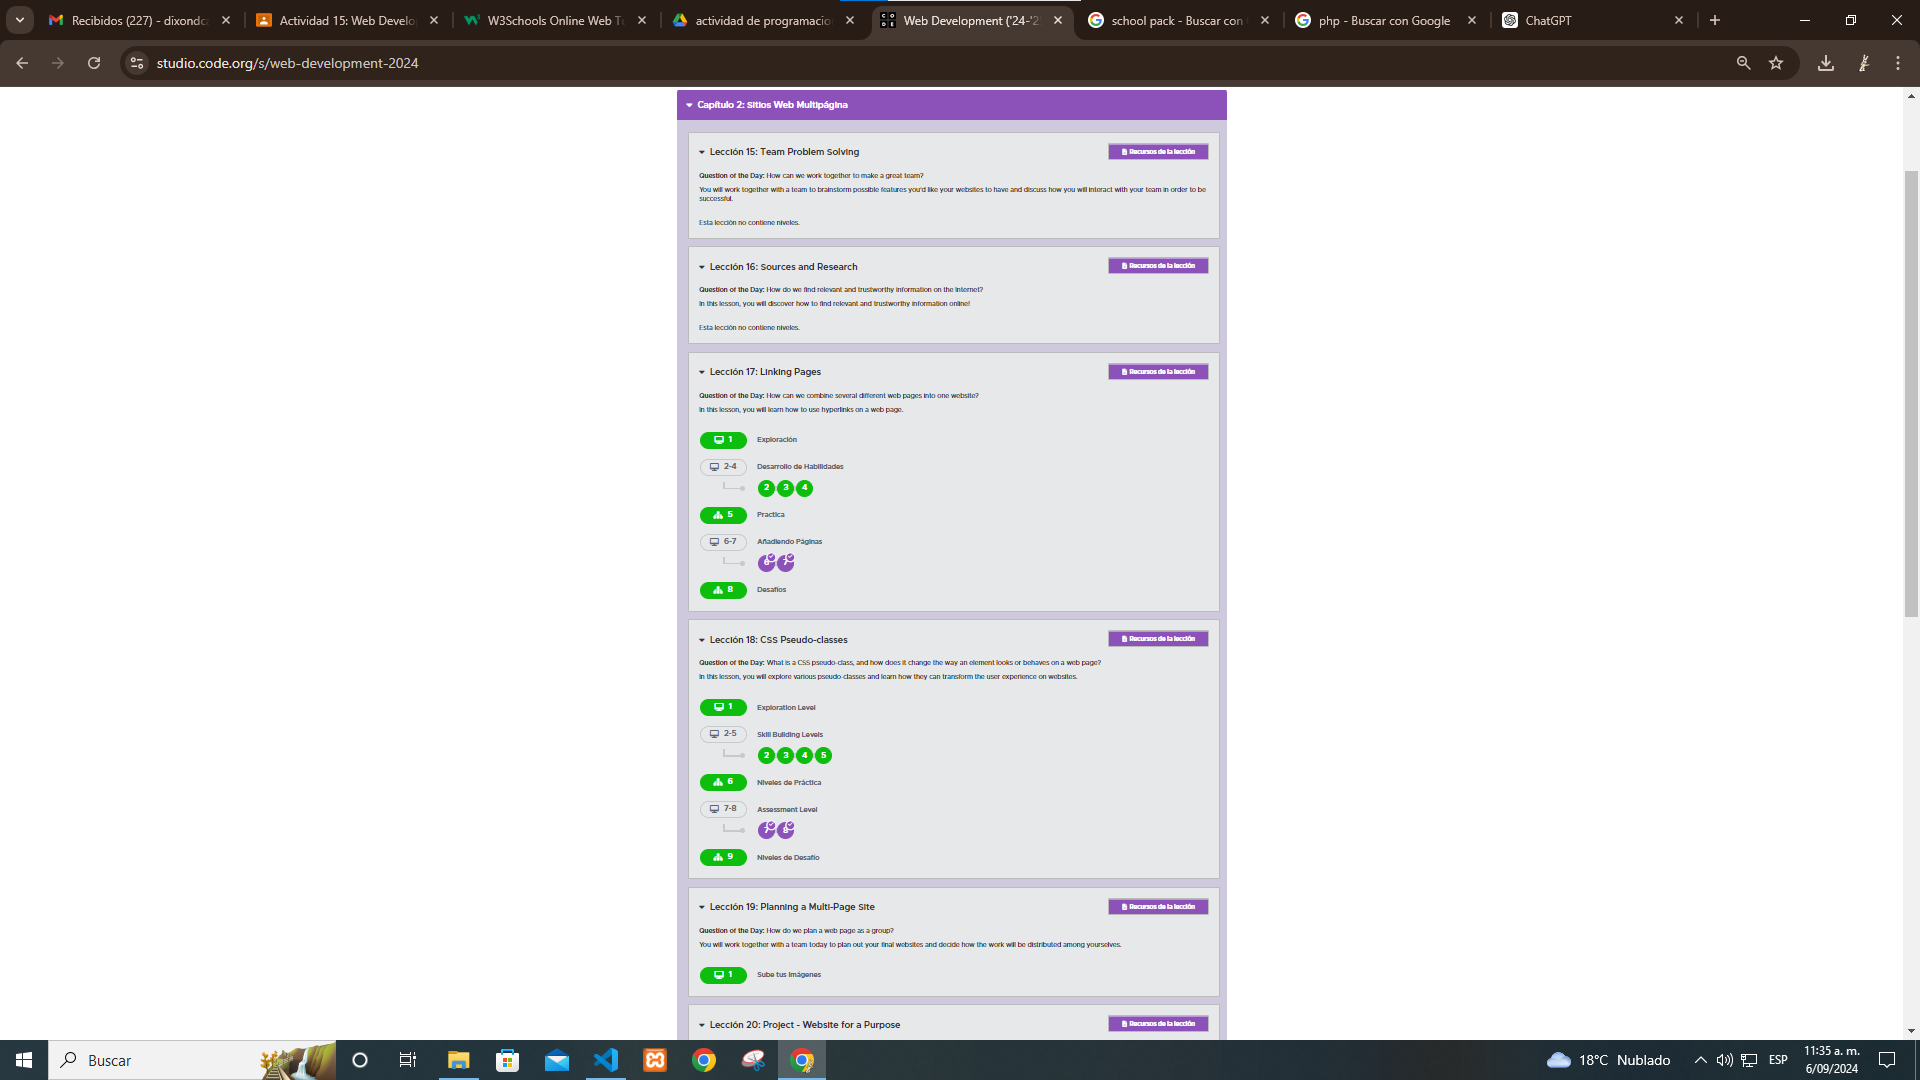 Recibidos (227) - dixondc
Actividad 15: Web Develo
W3Schools Online Web T
actividad de programacio
Web Development ('24-'2
school pack - Buscar con
php - Buscar con Google
ChatGPT
studio.code.org/s/web-development-2024
Capítulo 2: Sitios Web Multipágina
Lección 15: Team Problem Solving
Recursos de la lección
Question of the Day: How can we work together to make a great team?
You will work together with a team to brainstorm possible features you'd like your websites to have and discuss how you will interact with your team in order to be
successful.
Esta lección no contiene niveles.
Lección 16: Sources and Research
Recursos de la lección
Question of the Day: How do we find relevant and trustworthy information on the Internet?
In this lesson, you will discover how to find relevant and trustworthy information online!
Esta lección no contiene niveles.
Lección 17: Linking Pages
Recursos de la lección
Question of the Day: How can we combine several different web pages into one website?
In this lesson, you will learn how to use hyperlinks on a web page.
1 Exploración
2-4 Desarrollo de Habilidades
2 3 4
5 Practica
6-7 Añadiendo Páginas
6 7
8 Desafíos
Lección 18: CSS Pseudo-classes
Recursos de la lección
Question of the Day: What is a CSS pseudo-class, and how does it change the way an element looks or behaves on a web page?
In this lesson, you will explore various pseudo-classes and learn how they can transform the user experience on websites.
1 Exploration Level
2-5 Skill Building Levels
2 3 4 5
6 Niveles de Práctica
7-8 Assessment Level
7 8
9 Niveles de Desafío
Lección 19: Planning a Multi-Page Site
Recursos de la lección
Question of the Day: How do we plan a web page as a group?
You will work together with a team today to plan out your final websites and decide how the work will be distributed among yourselves.
1 Sube tus Imágenes
Lección 20: Project - Website for a Purpose
Recursos de la lección
Buscar
18°C Nublado
ESP
11:35 a. m.
6/09/2024